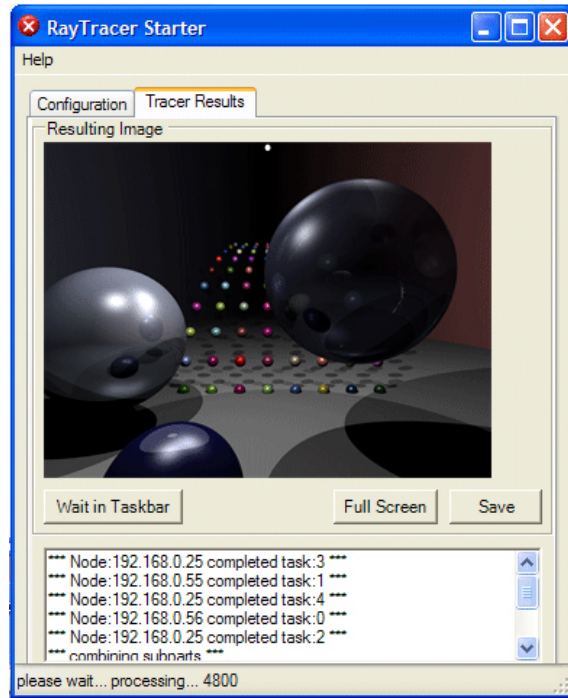 RayTracer Starter
Help
Configuration
Tracer Results
Resulting Image
Wait in Taskbar
Full Screen
Save
*** Node:192.168.0.25 completed task:3 ***
*** Node:192.168.0.55 completed task:1 ***
*** Node:192.168.0.25 completed task:4 ***
*** Node:192.168.0.56 completed task:0 ***
*** Node:192.168.0.25 completed task:2 ***
*** combining subparts ***
please wait... processing... 4800